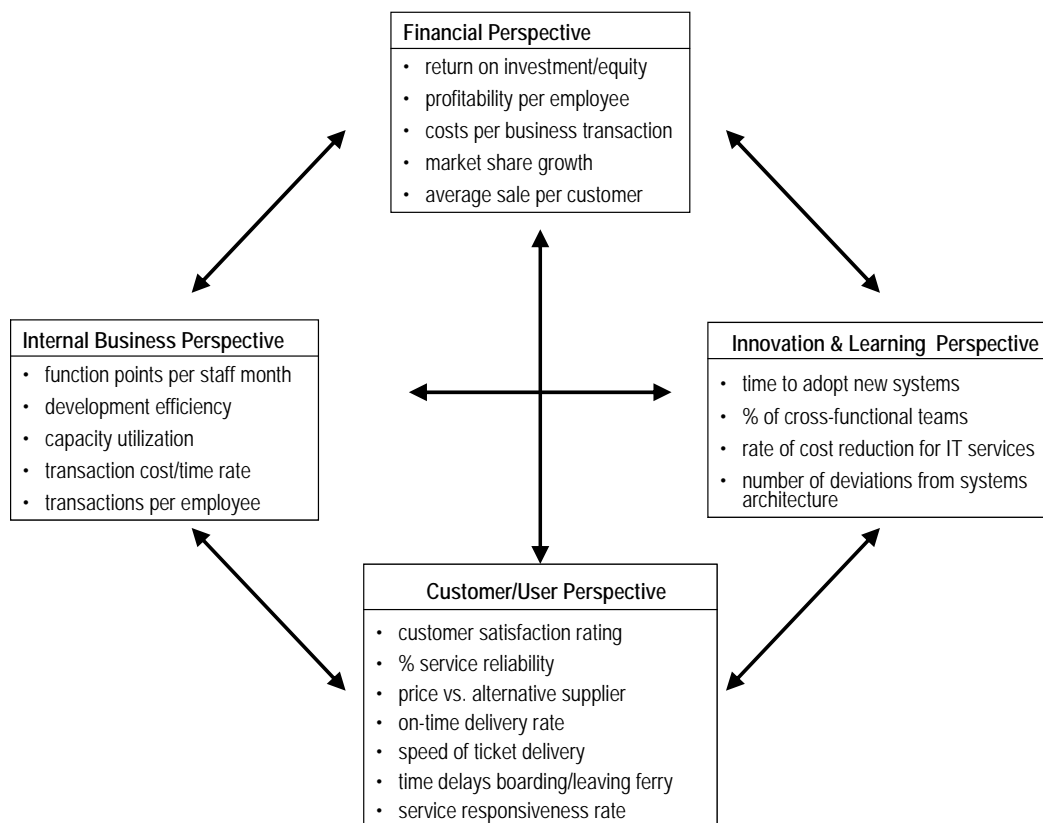 Financial Perspective
• return on investment/equity
• profitability per employee
• costs per business transaction
• market share growth
• average sale per customer
Internal Business Perspective
• function points per staff month
• development efficiency
• capacity utilization
• transaction cost/time rate
• transactions per employee
Innovation & Learning Perspective
• time to adopt new systems
• % of cross-functional teams
• rate of cost reduction for IT services
• number of deviations from systems
architecture
Customer/User Perspective
• customer satisfaction rating
• % service reliability
• price vs. alternative supplier
• on-time delivery rate
• speed of ticket delivery
• time delays boarding/leaving ferry
• service responsiveness rate